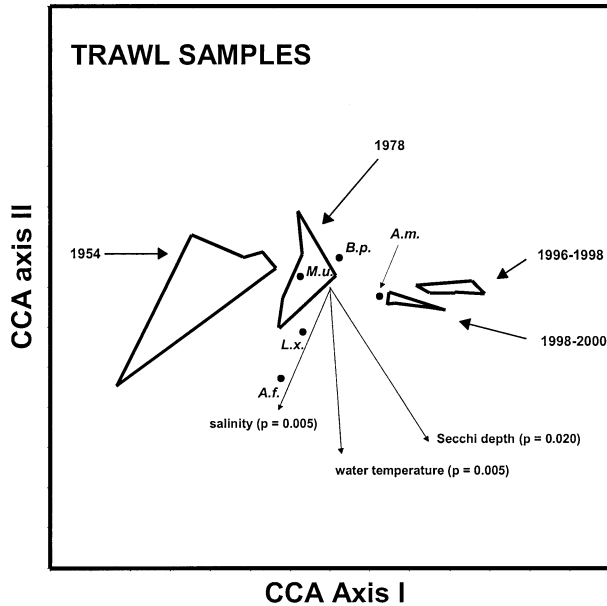 TRAWL SAMPLES
1978
1954
B.p.
A.m.
M.u.
1996-1998
L.x.
1998-2000
A.f.
salinity (p = 0.005)
Secchi depth (p = 0.020)
water temperature (p = 0.005)
CCA axis II
CCA Axis I